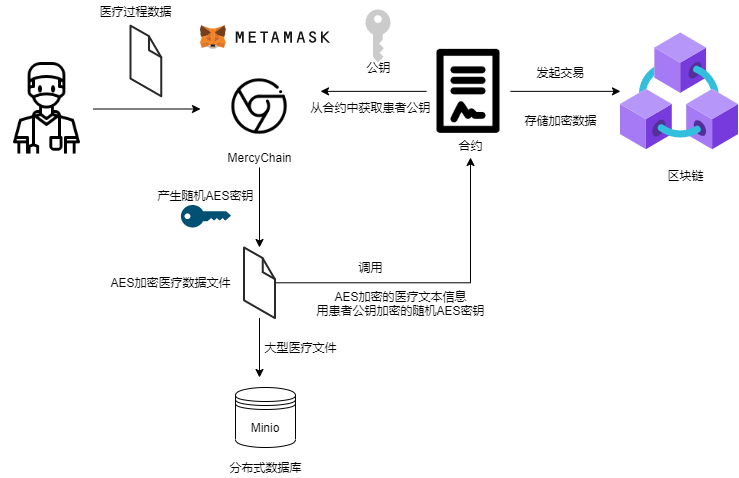 医疗过程数据
METAMASK
公钥
从合约中获取患者公钥
发起交易
存储加密数据
合约
区块链
MercyChain
产生随机AES密钥
AES加密医疗数据文件
调用
AES加密的医疗文本信息
用患者公钥加密的随机AES密钥
大型医疗文件
Minio
分布式数据库